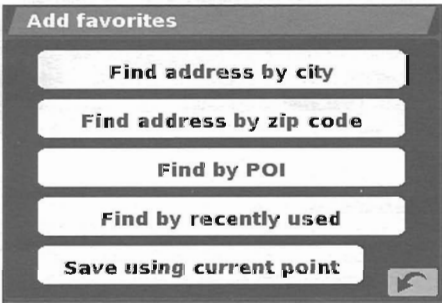 Add favorites
Find address by city
Find address by zip code
Find by POI
Find by recently used
Save using current point